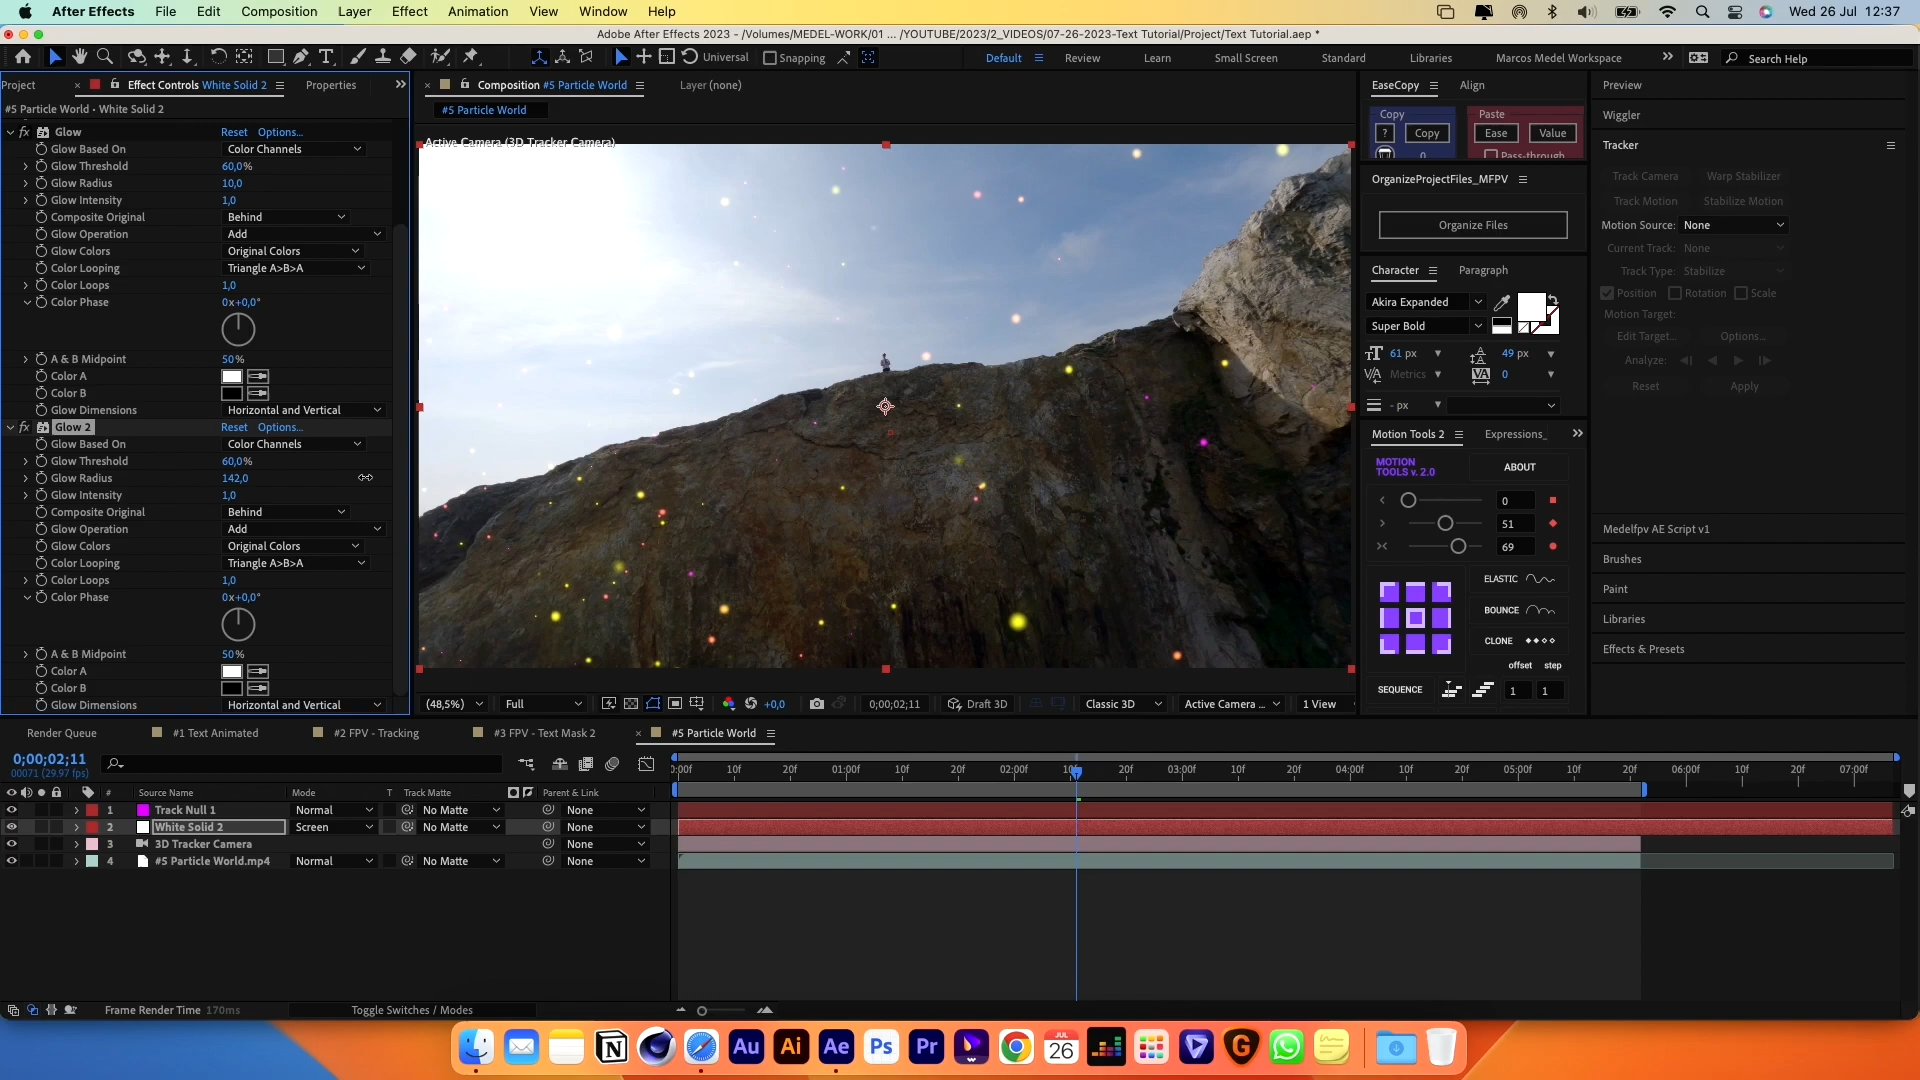 After Effects File Edit Composition Layer Effect Animation View Window Help Wed 26 Jul 12:37
Adobe After Effects 2023 - /Volumes/MEDEL-WORK/01 ... /YOUTUBE/2023/2_VIDEOS/07-26-2023-Text Tutorial/Project/Text Tutorial.aep *
Universal Snapping Default Review Learn Small Screen Standard Libraries Marcos Medel Workspace Search Help
Project Effect Controls White Solid 2 Properties
#5 Particle World • White Solid 2
fx Glow Reset Options...
Glow Based On Color Channels
Glow Threshold 60,0%
Glow Radius 10,0
Glow Intensity 1,0
Composite Original Behind
Glow Operation Add
Glow Colors Original Colors
Color Looping Triangle A>B>A
Color Loops 1,0
Color Phase 0x+0,0°
A & B Midpoint 50%
Color A
Color B
Glow Dimensions Horizontal and Vertical
fx Glow 2 Reset Options...
Glow Based On Color Channels
Glow Threshold 60,0%
Glow Radius 142,0
Glow Intensity 1,0
Composite Original Behind
Glow Operation Add
Glow Colors Original Colors
Color Looping Triangle A>B>A
Color Loops 1,0
Color Phase 0x+0,0°
A & B Midpoint 50%
Color A
Color B
Glow Dimensions Horizontal and Vertical
Composition #5 Particle World Layer (none)
#5 Particle World
Active Camera (3D Tracker Camera)
(48,5%) Full +0,0 0;00;02;11 Draft 3D Classic 3D Active Camera ... 1 View
EaseCopy Align
Copy Paste
? Copy Ease Value
0 Pass-through
OrganizeProjectFiles_MFPV
Organize Files
Character Paragraph
Akira Expanded
Super Bold
61 px 49 px
Metrics 0
- px
Motion Tools 2 Expressions_
MOTION
TOOLS v. 2.0 ABOUT
0
51
69
ELASTIC
BOUNCE
CLONE
offset step
SEQUENCE 1 1
Preview
Wiggler
Tracker
Track Camera Warp Stabilizer
Track Motion Stabilize Motion
Motion Source: None
Current Track: None
Track Type: Stabilize
Position Rotation Scale
Motion Target:
Edit Target... Options...
Analyze:
Reset Apply
Medelfpv AE Script v1
Brushes
Paint
Libraries
Effects & Presets
Render Queue #1 Text Animated #2 FPV - Tracking #3 FPV - Text Mask 2 #5 Particle World
0;00;02;11
00071 (29.97 fps)
10f 20f 01:00f 10f 20f 02:00f 20f 03:00f 10f 20f 04:00f 10f 20f 05:00f 10f 20f 06:00f 10f 20f 07:00f
# Source Name Mode T Track Matte Parent & Link
1 Track Null 1 Normal No Matte None
2 White Solid 2 Screen No Matte None
3 3D Tracker Camera None
4 #5 Particle World.mp4 Normal No Matte None
Frame Render Time 170ms Toggle Switches / Modes
Au Ai Ae Ps Pr JUL
26